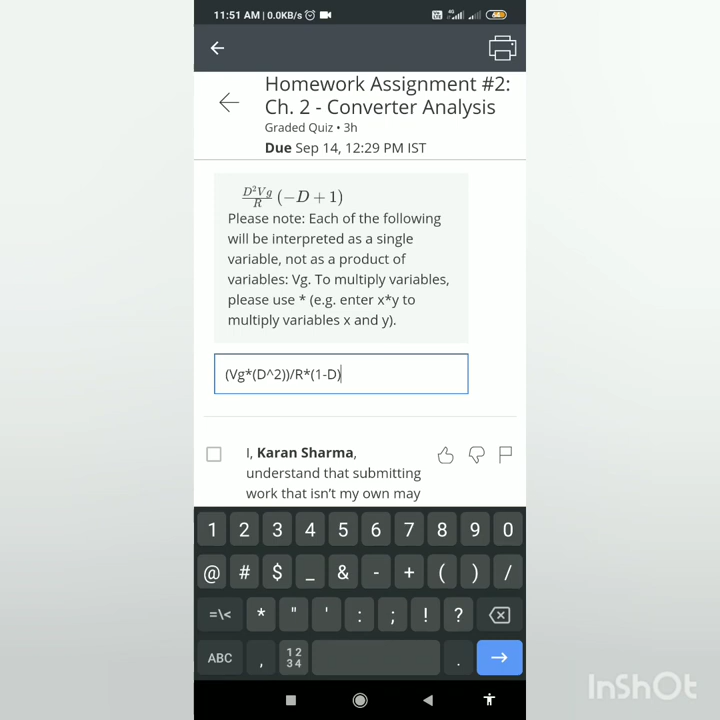 11:51 AM | 0.0KB/s
4G
64
Homework Assignment #2:
Ch. 2 - Converter Analysis
Graded Quiz • 3h
Due Sep 14, 12:29 PM IST
D²Vg/R (−D + 1)
Please note: Each of the following
will be interpreted as a single
variable, not as a product of
variables: Vg. To multiply variables,
please use * (e.g. enter x*y to
multiply variables x and y).
(Vg*(D^2))/R*(1-D)
I, Karan Sharma,
understand that submitting
work that isn't my own may
1 2 3 4 5 6 7 8 9 0
@ # $ _ & - + ( ) /
=\< * " ' : ; ! ?
ABC , 12 34 .
InShOt